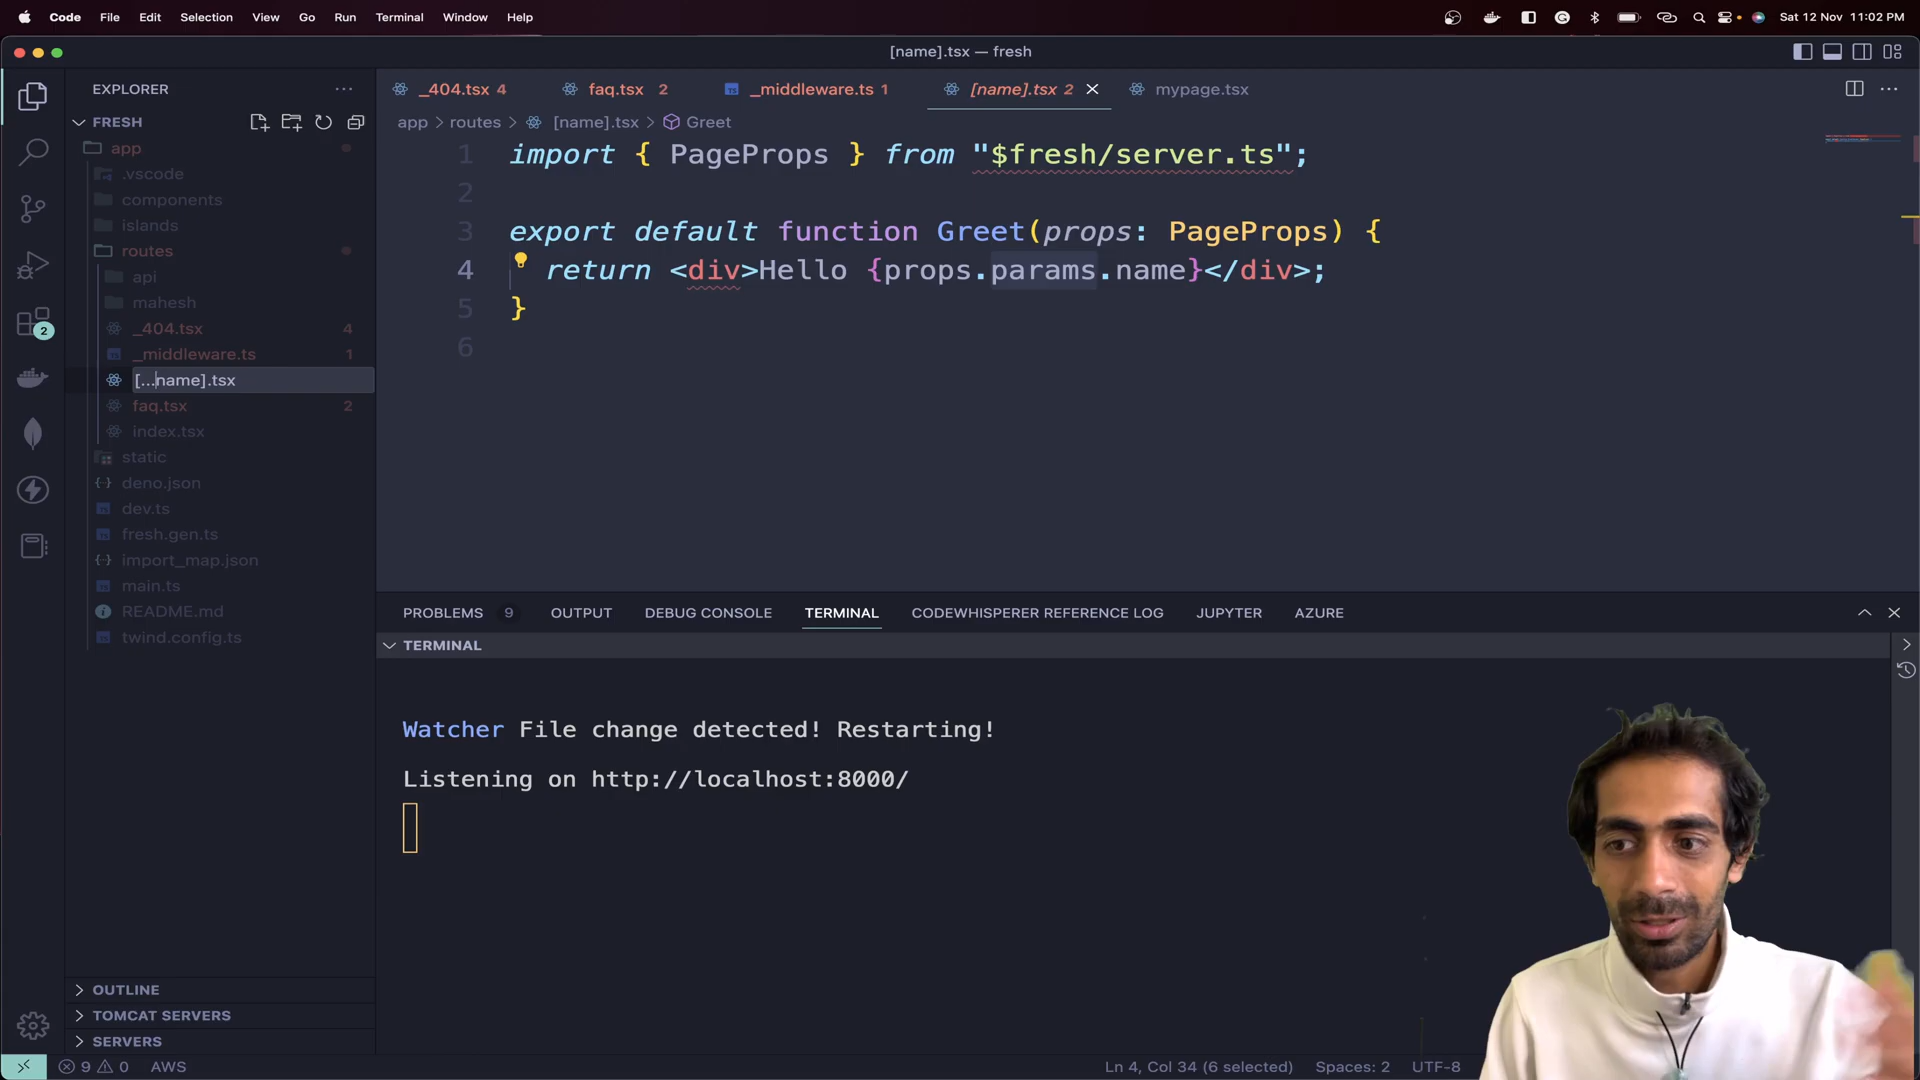 Code File Edit Selection View Go Run Terminal Window Help Sat 12 Nov 11:02 PM
[name].tsx — fresh
EXPLORER
FRESH
app
.vscode
components
islands
routes
api
mahesh
_404.tsx 4
_middleware.ts 1
[...name].tsx
faq.tsx 2
index.tsx
static
deno.json
dev.ts
fresh.gen.ts
import_map.json
main.ts
README.md
twind.config.ts
OUTLINE
TOMCAT SERVERS
SERVERS
2
_404.tsx 4 faq.tsx 2 _middleware.ts 1 [name].tsx 2 mypage.tsx
app > routes > [name].tsx > Greet
1 import { PageProps } from "$fresh/server.ts";
2
3 export default function Greet(props: PageProps) {
4 return <div>Hello {props.params.name}</div>;
5 }
6
PROBLEMS 9 OUTPUT DEBUG CONSOLE TERMINAL CODEWHISPERER REFERENCE LOG JUPYTER AZURE
TERMINAL
Watcher File change detected! Restarting!
Listening on http://localhost:8000/
9 0 AWS Ln 4, Col 34 (6 selected) Spaces: 2 UTF-8